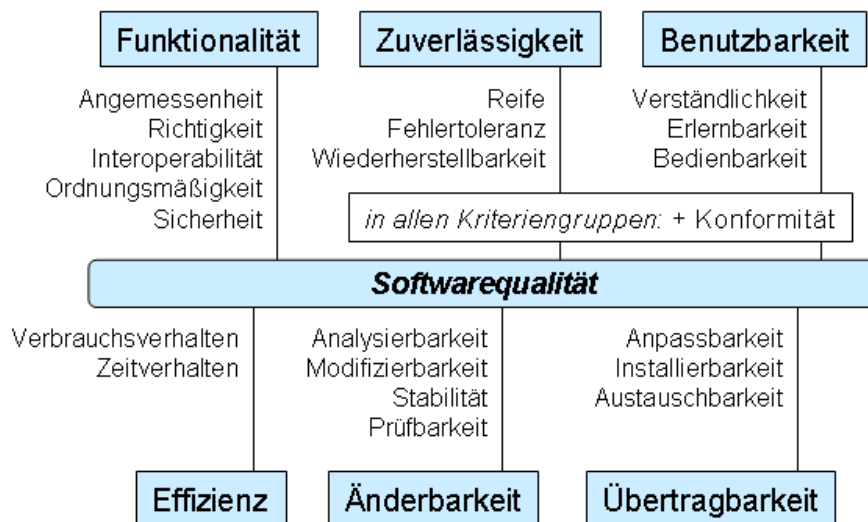 Funktionalität
Zuverlässigkeit
Benutzbarkeit
Angemessenheit
Richtigkeit
Interoperabilität
Ordnungsmäßigkeit
Sicherheit
Reife
Fehlertoleranz
Wiederherstellbarkeit
Verständlichkeit
Erlernbarkeit
Bedienbarkeit
in allen Kriteriengruppen: + Konformität
Softwarequalität
Verbrauchsverhalten
Zeitverhalten
Analysierbarkeit
Modifizierbarkeit
Stabilität
Prüfbarkeit
Anpassbarkeit
Installierbarkeit
Austauschbarkeit
Effizienz
Änderbarkeit
Übertragbarkeit